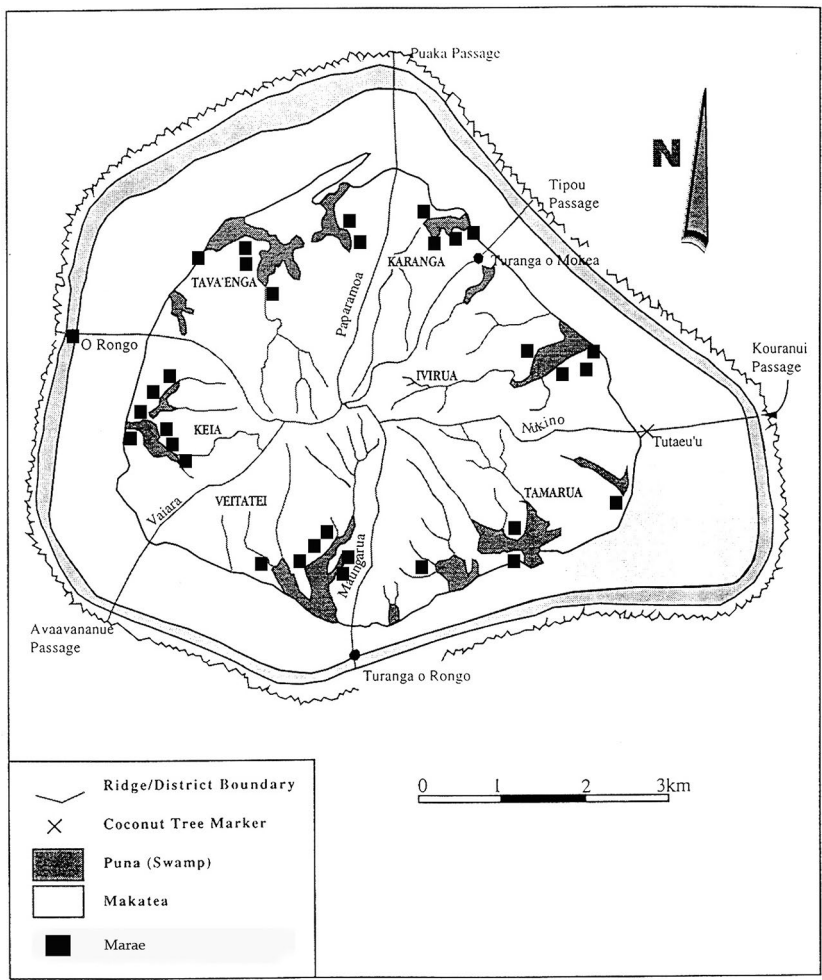 Puaka Passage
N
Tipou
Passage
KARANGA
Turanga o Mokea
TAVA'ENGA
Paparamoa
O Rongo
Kouranui
Passage
IVIRUA
KEIA
Nukino
Tutaeu'u
Vaiara
VEITATEI
TAMARUA
Maungarua
Avaavananue
Passage
Turanga o Rongo
Ridge/District Boundary
Coconut Tree Marker
Puna (Swamp)
Makatea
Marae
0 1 2 3km